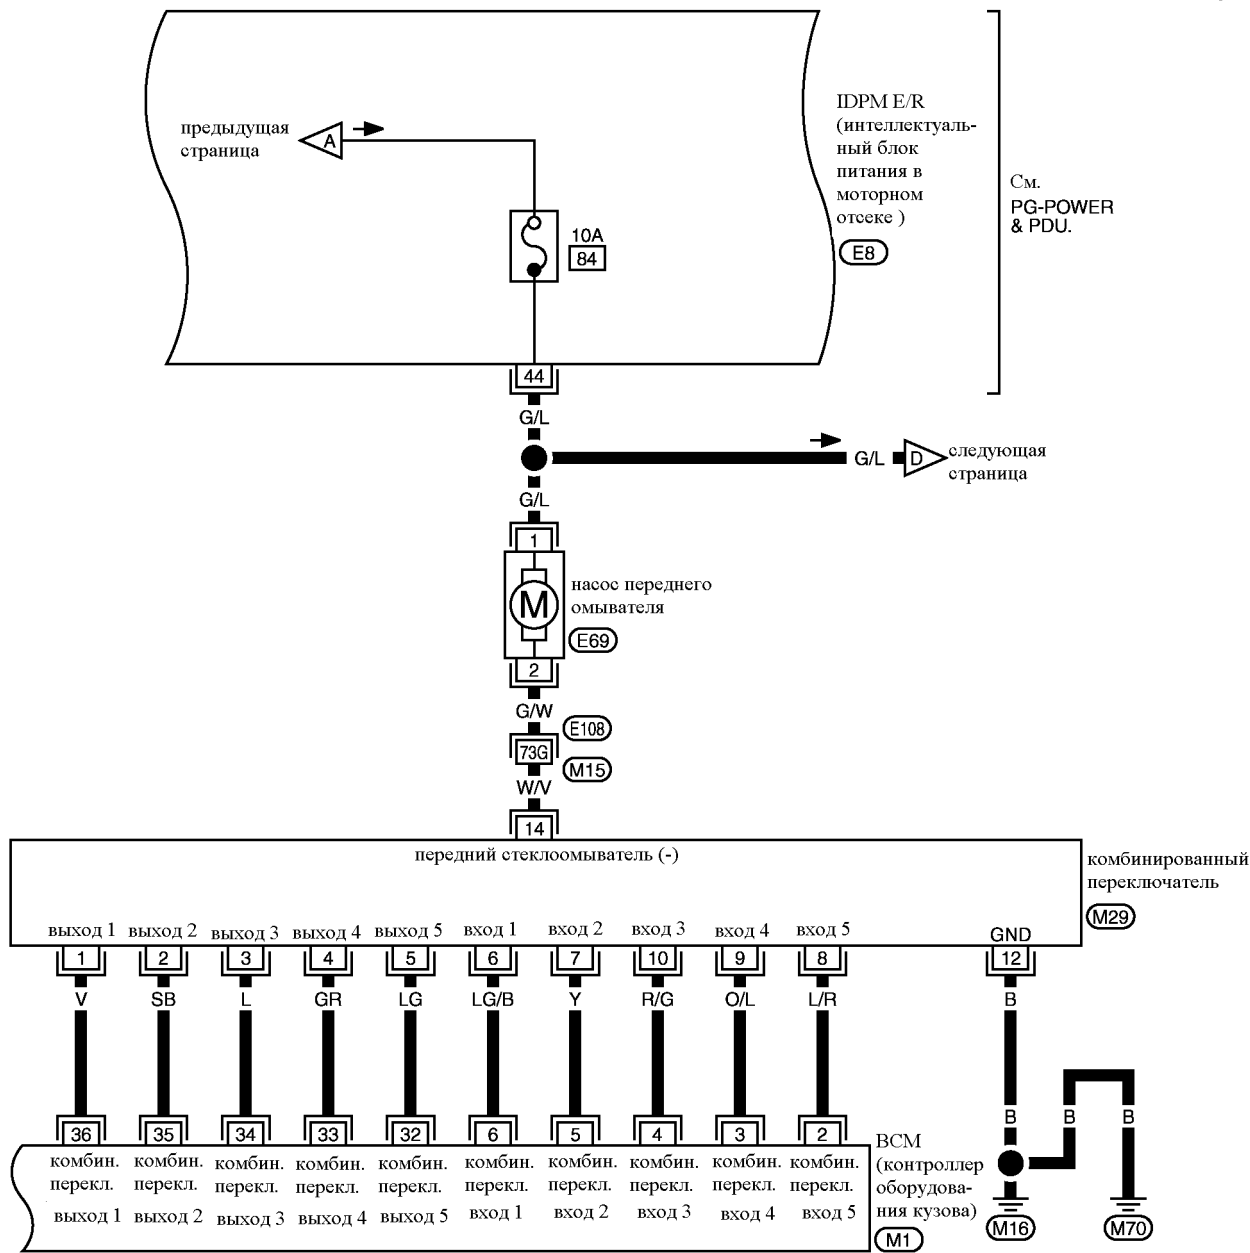 предыдущая
страница
A
10A
84
IDPM E/R
(интеллектуаль-
ный блок
питания в
моторном
отсеке )
E8
См.
PG-POWER
& PDU.
44
G/L
G/L
D
следующая
страница
G/L
1
M
насос переднего
омывателя
E69
2
G/W
E108
73G
M15
W/V
14
передний стеклоомыватель (-)
комбинированный
переключатель
M29
выход 1 выход 2 выход 3 выход 4 выход 5 вход 1 вход 2 вход 3 вход 4 вход 5 GND
1 2 3 4 5 6 7 10 9 8 12
V SB L GR LG LG/B Y R/G O/L L/R B
B B B
36 35 34 33 32 6 5 4 3 2
комбин. комбин. комбин. комбин. комбин. комбин. комбин. комбин. комбин. комбин.
перекл. перекл. перекл. перекл. перекл. перекл. перекл. перекл. перекл. перекл.
выход 1 выход 2 выход 3 выход 4 выход 5 вход 1 вход 2 вход 3 вход 4 вход 5
BCM
(контроллер
оборудова-
ния кузова)
M1
M16
M70